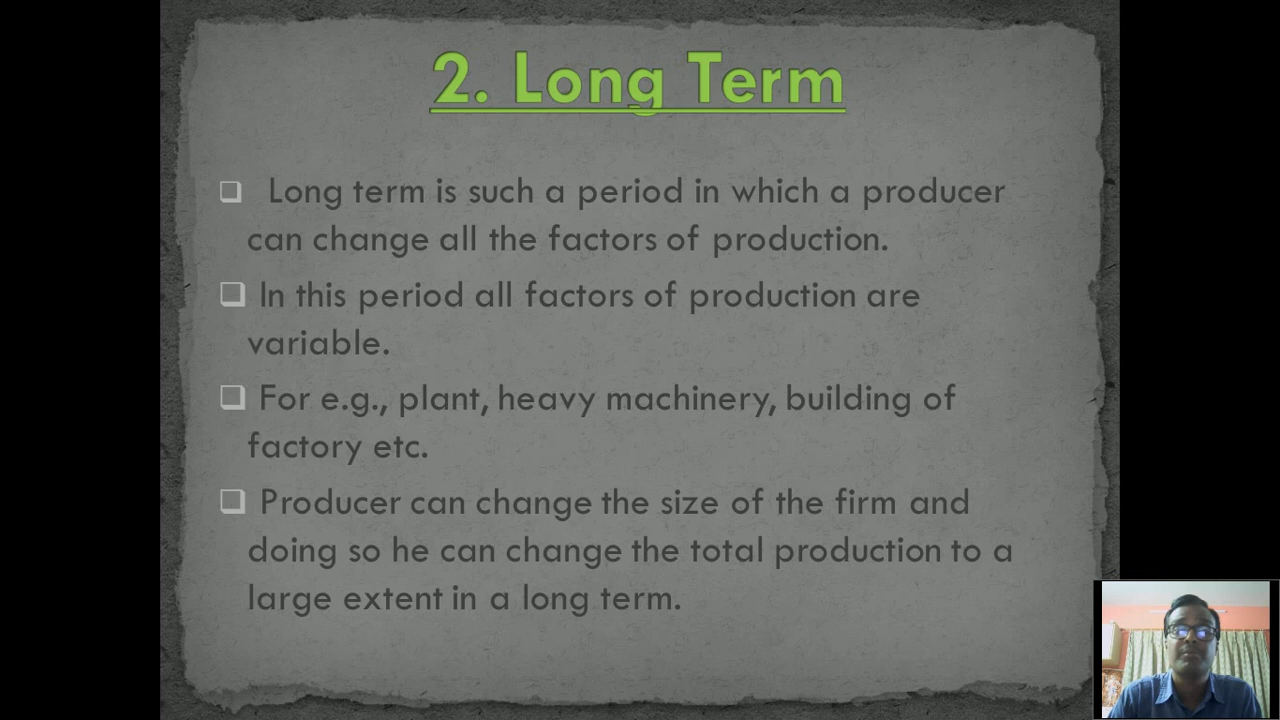 2. Long Term
❑ Long term is such a period in which a producer
can change all the factors of production.
❑ In this period all factors of production are
variable.
❑ For e.g., plant, heavy machinery, building of
factory etc.
❑ Producer can change the size of the firm and
doing so he can change the total production to a
large extent in a long term.